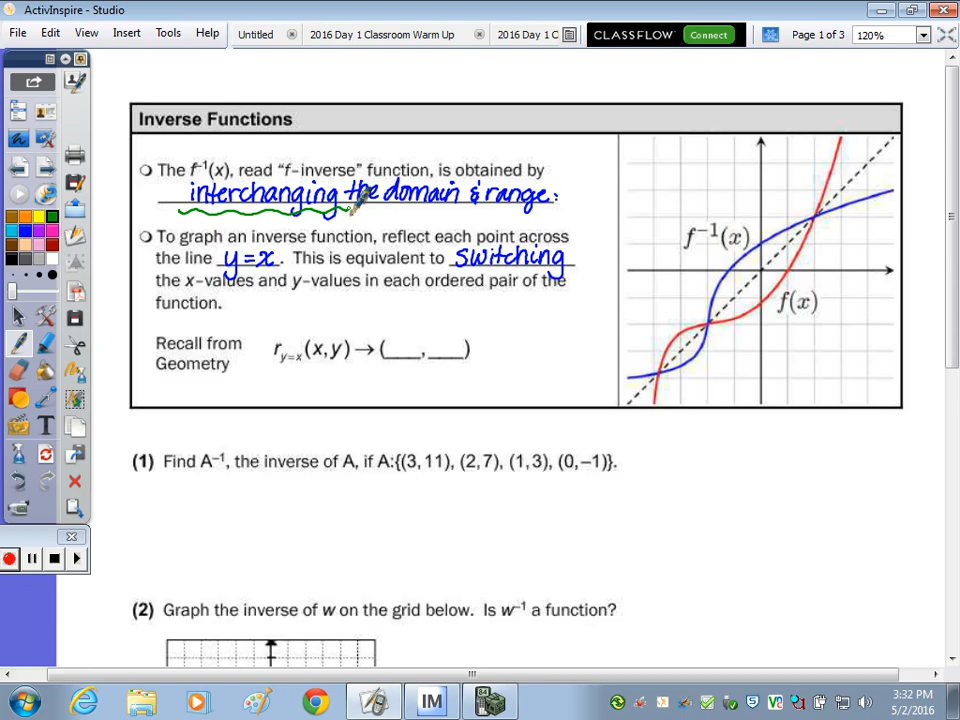 ActivInspire - Studio
File Edit View Insert Tools Help
Untitled 2016 Day 1 Classroom Warm Up 2016 Day 1 C CLASSFLOW Connect Page 1 of 3 120%
Inverse Functions
The f⁻¹(x), read "f-inverse" function, is obtained by
interchanging the domain & range.
To graph an inverse function, reflect each point across
the line y=x. This is equivalent to switching
the x-values and y-values in each ordered pair of the
function.
Recall from
Geometry
r_{y=x}(x,y)→(____,____)
f⁻¹(x)
f(x)
(1) Find A⁻¹, the inverse of A, if A:{(3,11), (2,7), (1,3), (0,–1)}.
(2) Graph the inverse of w on the grid below. Is w⁻¹ a function?
IM
84
3:32 PM
5/2/2016